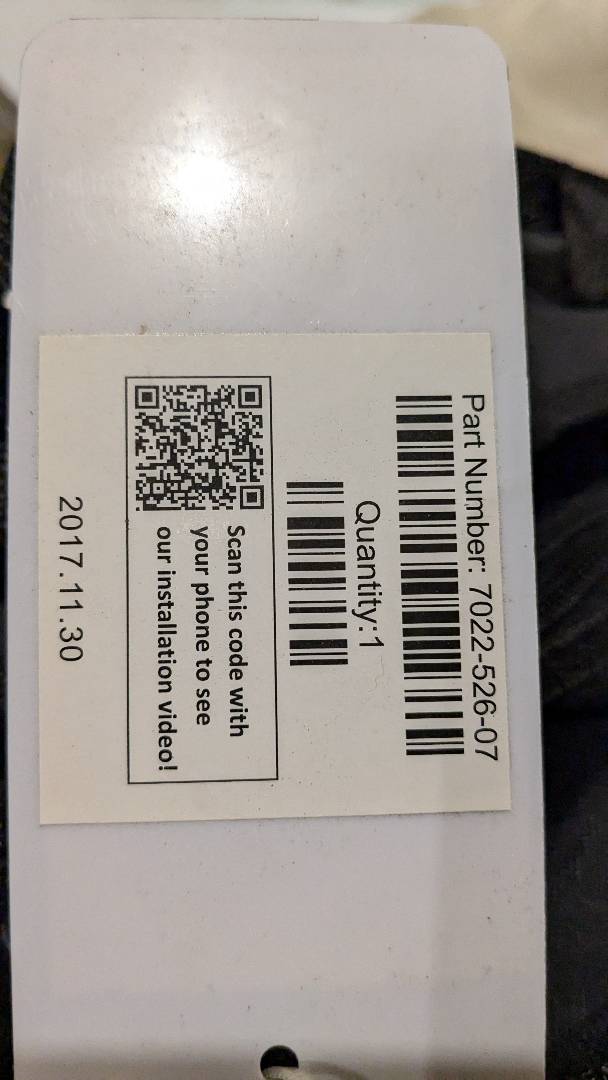 Part Number: 7022-526-07
Quantity:1
Scan this code with
your phone to see
our installation video!
2017.11.30